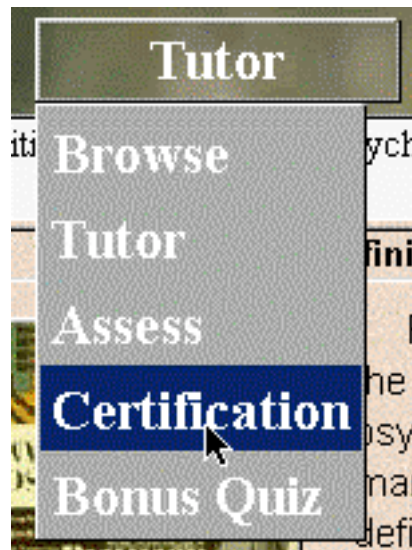 Tutor
Browse
Tutor
Assess
Certification
Bonus Quiz